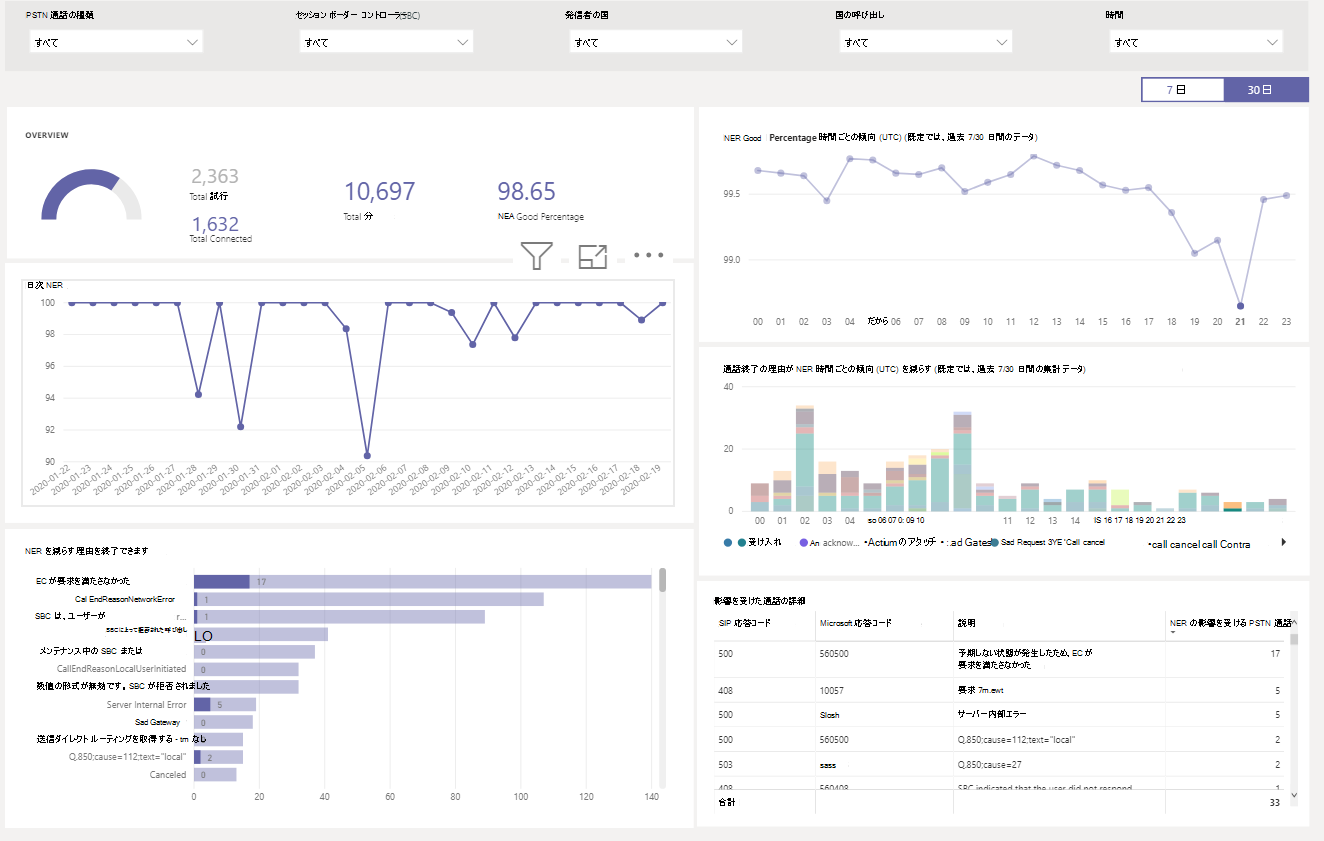 PSTN 通話の種類
セッション ボーダー コントローラ(SBC)
発信者の国
国の呼び出し
時間
すべて
すべて
すべて
すべて
すべて
7 日
30 日
OVERVIEW
2,363
Total 試行
1,632
Total Connected
10,697
Total 分
98.65
NEA Good Percentage
日次 NER
100
98
96
94
92
90
2020-01-22
2020-01-23
2020-01-24
2020-01-25
2020-01-26
2020-01-27
2020-01-28
2020-01-29
2020-01-30
2020-01-31
2020-02-01
2020-02-02
2020-02-03
2020-02-04
2020-02-05
2020-02-06
2020-02-07
2020-02-08
2020-02-09
2020-02-10
2020-02-11
2020-02-12
2020-02-13
2020-02-14
2020-02-15
2020-02-16
2020-02-17
2020-02-18
2020-02-19
NER を減らす理由を終了できます
EC が要求を満たさなかった
17
Cal EndReasonNetworkError
1
SBC は、ユーザーが r...
1
SBCによって拒否された呼び出し
LO
メンテナンス中の SBC または
0
CallEndReasonLocalUserInitiated
0
数値の形式が無効です。SBC が拒否されました
Server Internal Error
5
Sad Gateway
0
送信ダイレクト ルーティングを取得する - tm なし
Q,850;cause=112;text="local"
2
Canceled
0
0 20 40 60 80 100 120 140
NER Good Percentage 時間ごとの傾向 (UTC) (既定では、過去 7/30 日間のデータ)
99.5
99.0
00 01 02 03 04 だから 06 07 08 09 10 11 12 13 14 15 16 17 18 19 20 21 22 23
通話終了の理由が NER 時間ごとの傾向 (UTC) を減らす (既定では、過去 7/30 日間の集計データ)
40
20
0
00 01 02 03 04 so 06 07 0: 09 10 11 12 13 14 IS 16 17 18 19 20 21 22 23
受け入れ
An acknow...
•Actiumのアタッチ
•::ad Gatesl
Sad Request 3YE 'Call cancel
•call cancel call Contra
影響を受けた通話の詳細
SIP 応答コード
Microsoft 応答コード
説明
NER の影響を受ける PSTN 通話
500
560500
予期しない状態が発生したため、EC が
要求を満たさなかった
17
408
10057
要求 7m.ewt
5
500
Slosh
サーバー内部エラー
5
500
560500
Q,850;cause=112;text="local"
2
503
sass
Q,850;cause=27
2
408
560408
SBC indicated that the user did not respond
1
合計
33